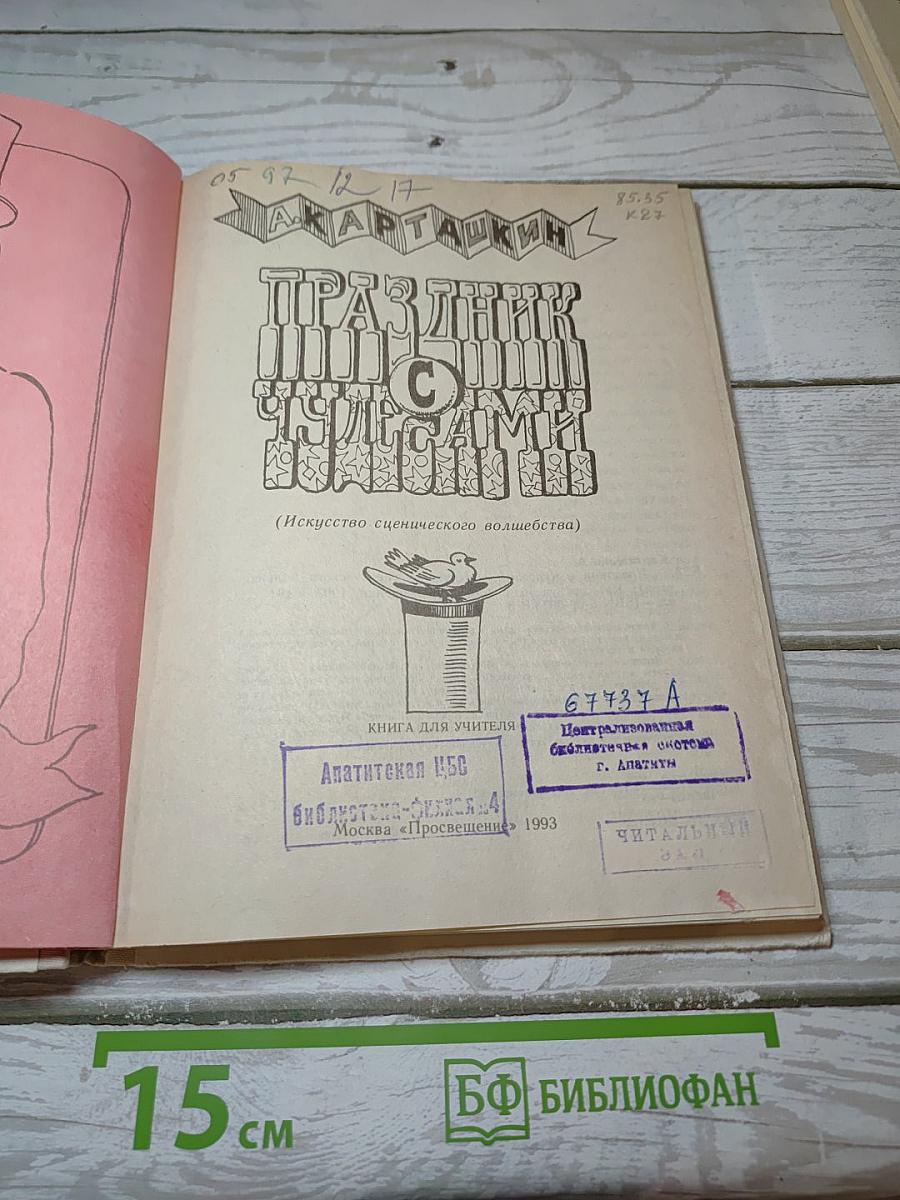 05 97 12 17
85.35
К27
А. КАРТАШКИН
ПРАЗДНИК
С
ЧУДЕСАМИ
(Искусство сценического волшебства)
КНИГА ДЛЯ УЧИТЕЛЯ
67737 А
Централизованная
библиотечная система
г. Апатиты
Апатитская ЦБС
библиотека-филиал №4
Москва «Просвещение» 1993
ЧИТАЛЬНЫЙ
ЗАЛ
15 см
БФ БИБЛИОФАН